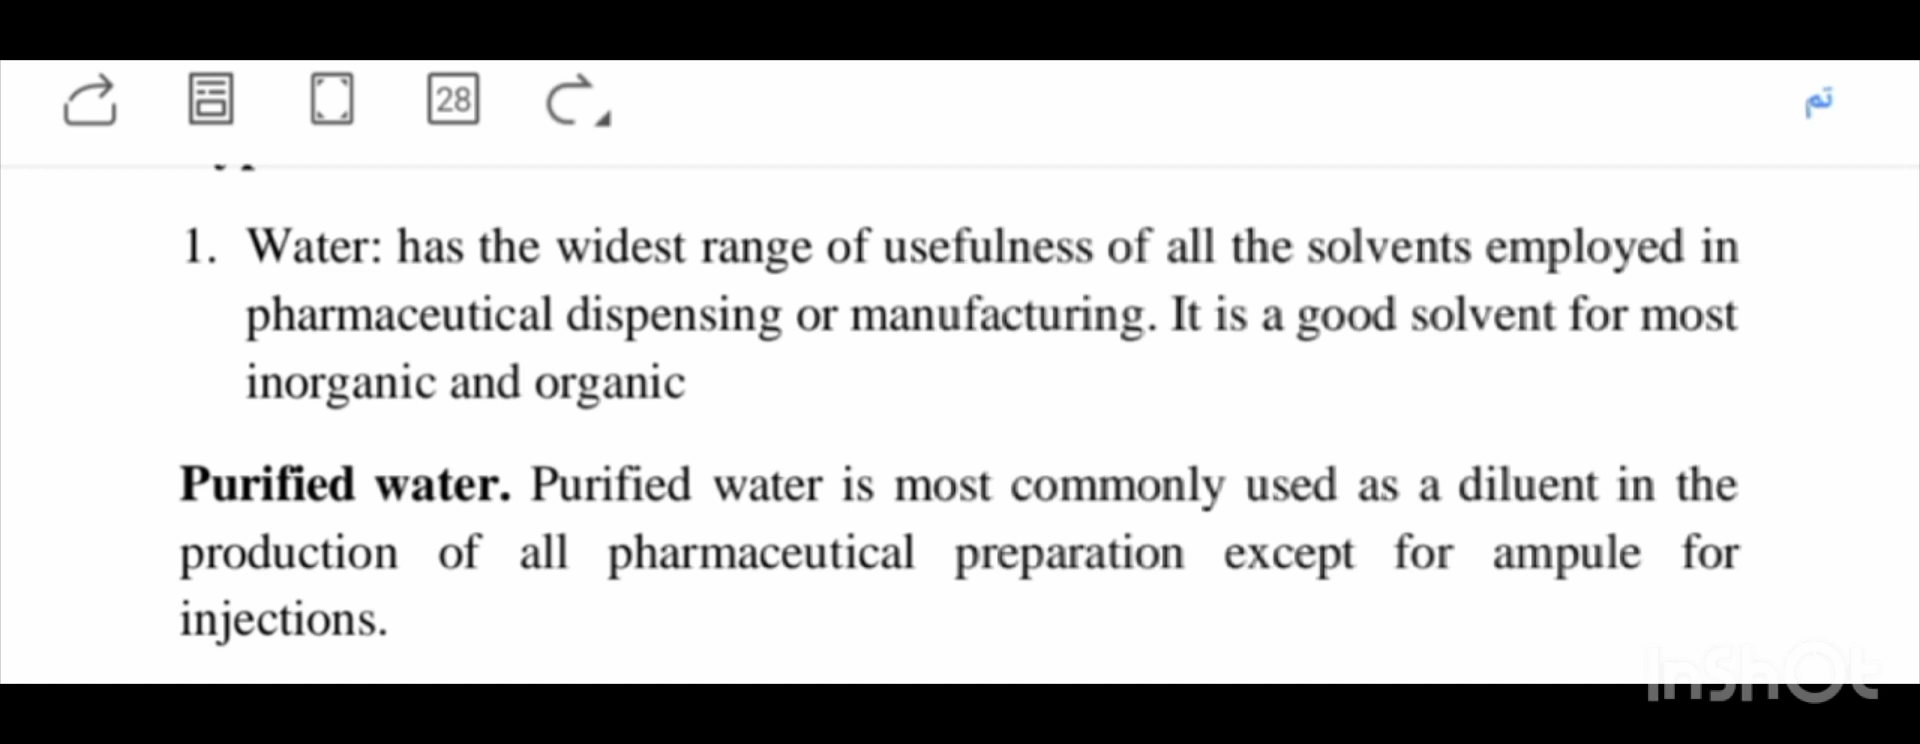 28
تم
1. Water: has the widest range of usefulness of all the solvents employed in
pharmaceutical dispensing or manufacturing. It is a good solvent for most
inorganic and organic
Purified water. Purified water is most commonly used as a diluent in the
production of all pharmaceutical preparation except for ampule for
injections.
InShOt